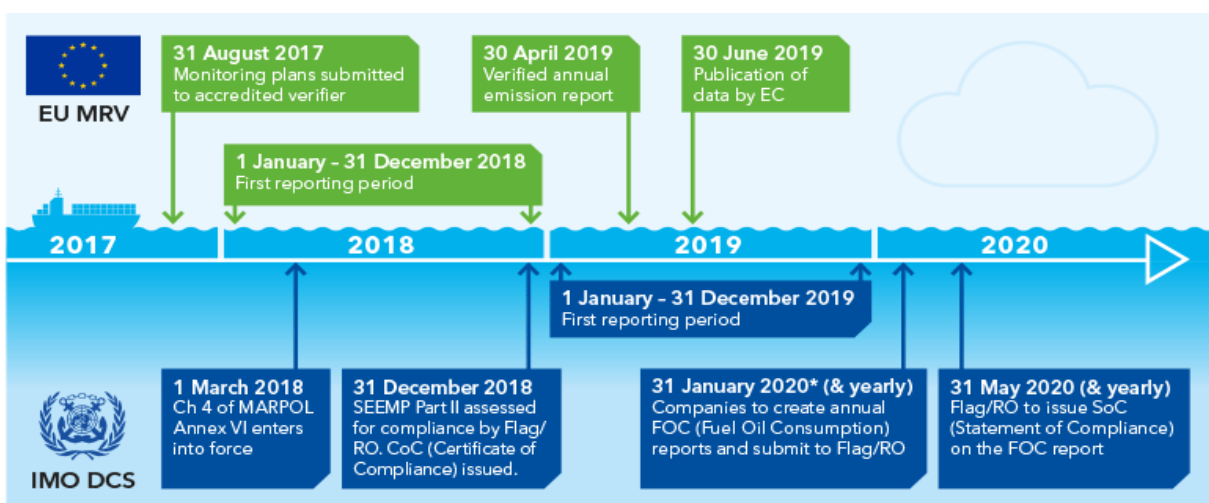 EU MRV
31 August 2017
Monitoring plans submitted
to accredited verifier
30 April 2019
Verified annual
emission report
30 June 2019
Publication of
data by EC
1 January – 31 December 2018
First reporting period
2017
2018
2019
2020
1 January – 31 December 2019
First reporting period
IMO DCS
1 March 2018
Ch 4 of MARPOL
Annex VI enters
into force
31 December 2018
SEEMP Part II assessed
for compliance by Flag/
RO. CoC (Certificate of
Compliance) issued.
31 January 2020* (& yearly)
Companies to create annual
FOC (Fuel Oil Consumption)
reports and submit to Flag/RO
31 May 2020 (& yearly)
Flag/RO to issue SoC
(Statement of Compliance)
on the FOC report